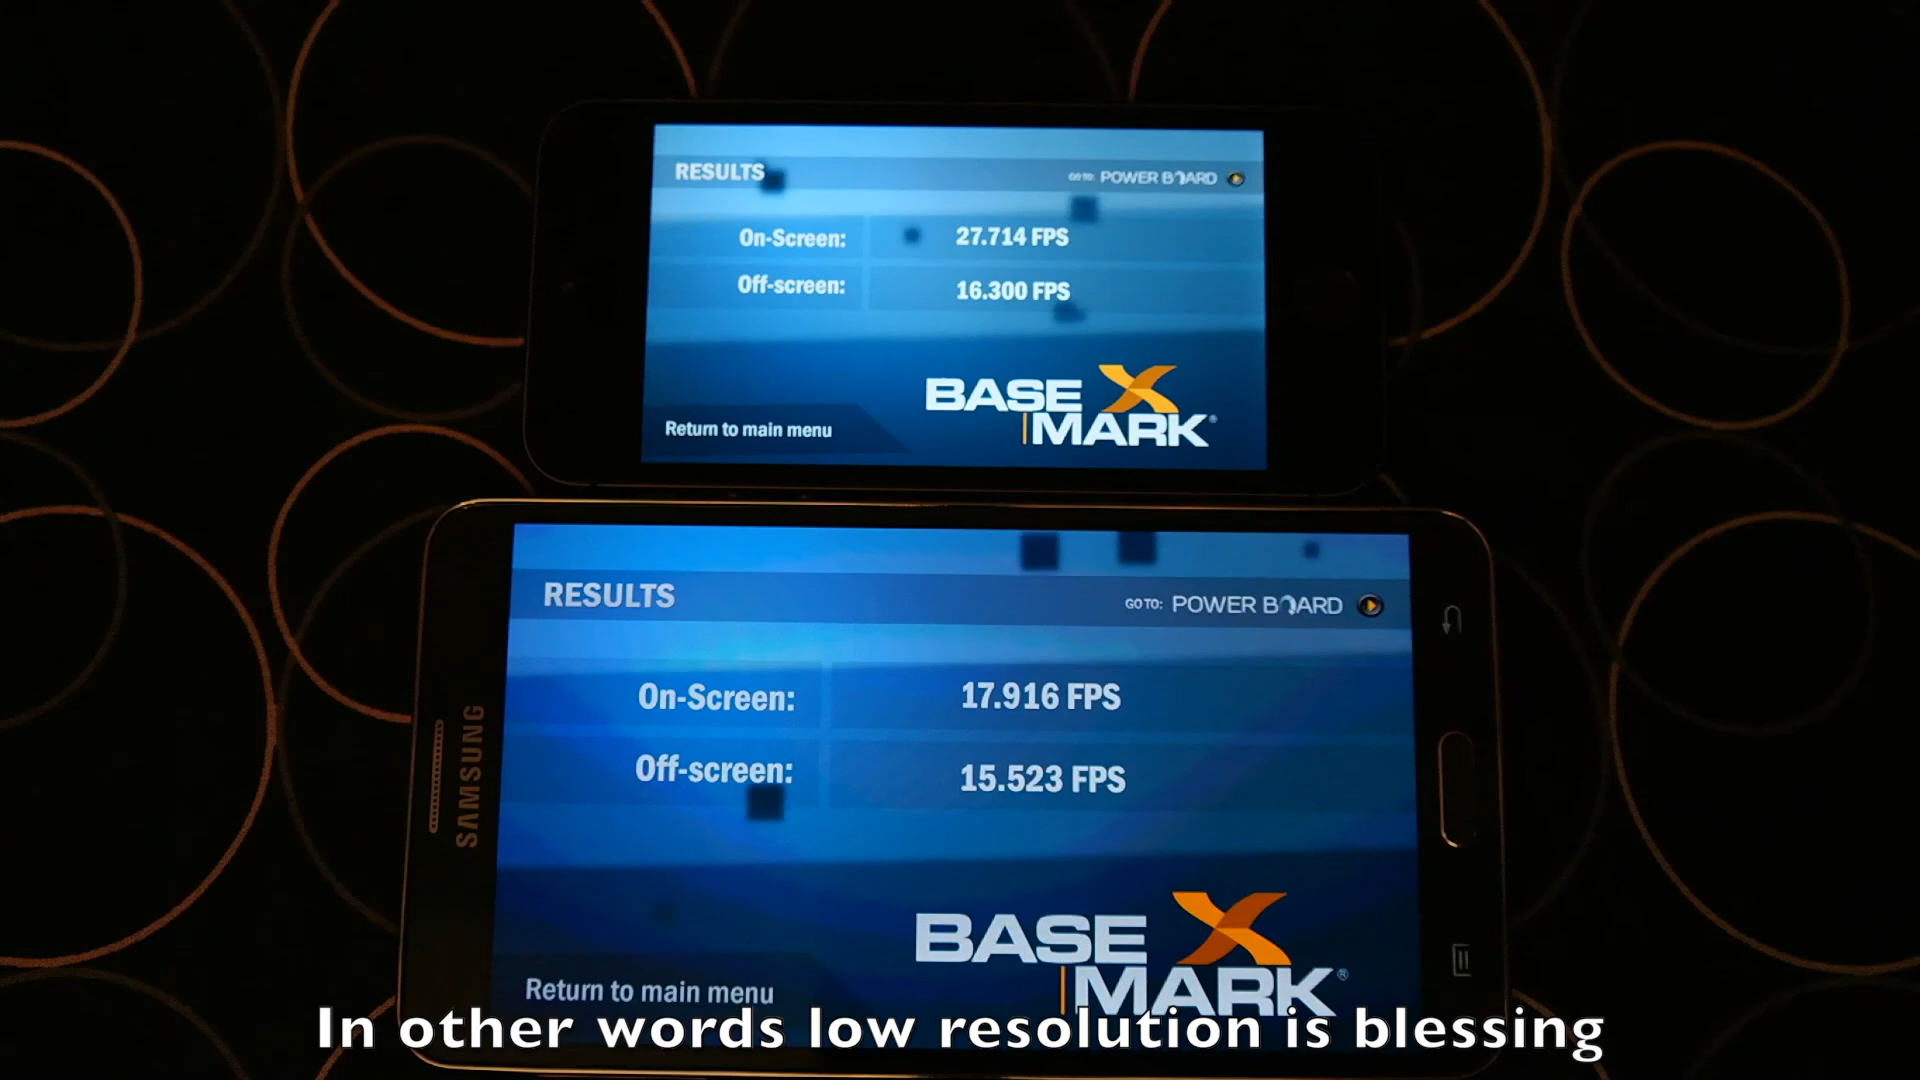 RESULTS
GO TO: POWER BOARD
On-Screen: 27.714 FPS
Off-screen: 16.300 FPS
BASE X
MARK®
Return to main menu
RESULTS
GO TO: POWER BOARD
On-Screen: 17.916 FPS
Off-screen: 15.523 FPS
SAMSUNG
BASE X
MARK®
Return to main menu
In other words low resolution is blessing